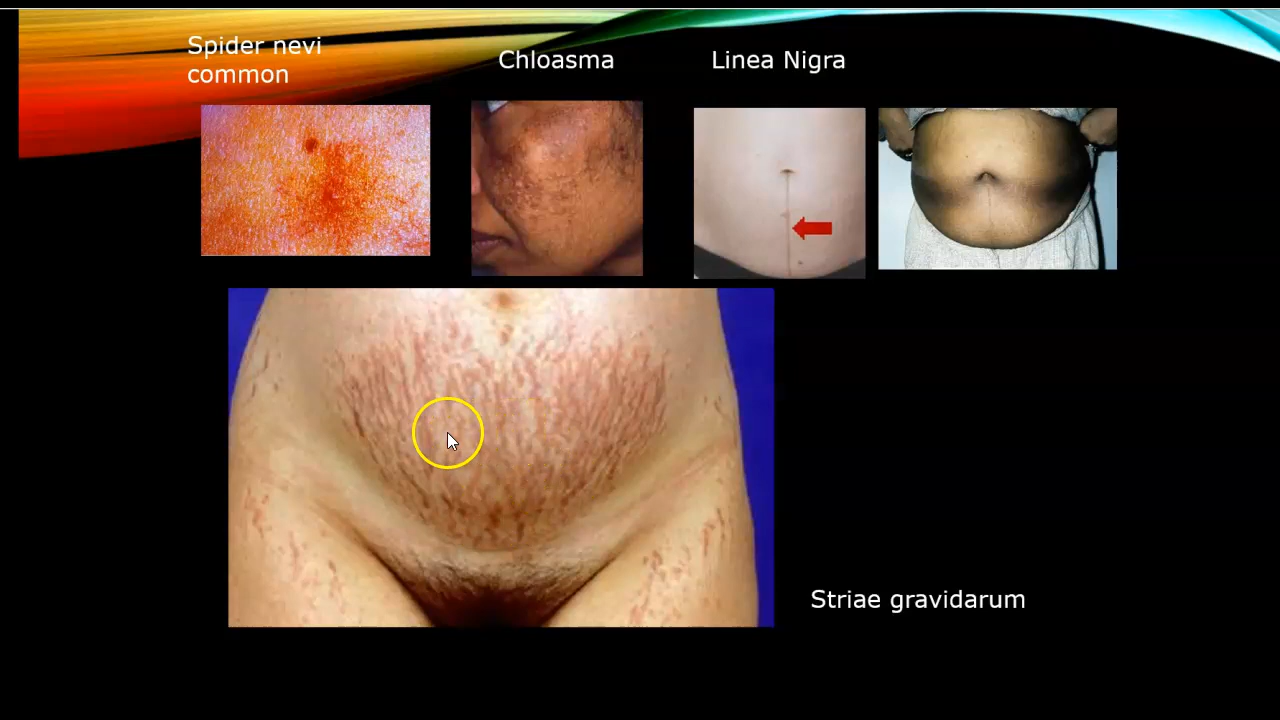 Spider nevi
common
Chloasma
Linea Nigra
Striae gravidarum